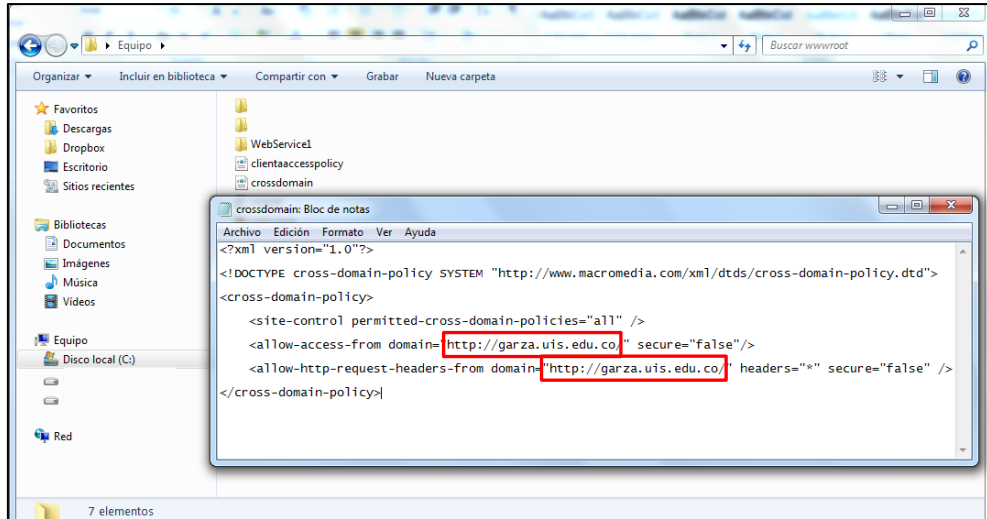 Equipo
Buscar wwwroot
Organizar Incluir en biblioteca Compartir con Grabar Nueva carpeta
Favoritos
Descargas
Dropbox
Escritorio
Sitios recientes
Bibliotecas
Documentos
Imágenes
Música
Vídeos
Equipo
Disco local (C:)
Red
WebService1
clientaaccesspolicy
crossdomain
crossdomain: Bloc de notas
Archivo Edición Formato Ver Ayuda
<?xml version="1.0"?>
<!DOCTYPE cross-domain-policy SYSTEM "http://www.macromedia.com/xml/dtds/cross-domain-policy.dtd">
<cross-domain-policy>
<site-control permitted-cross-domain-policies="all" />
<allow-access-from domain="http://garza.uis.edu.co/" secure="false"/>
<allow-http-request-headers-from domain="http://garza.uis.edu.co/" headers="*" secure="false" />
</cross-domain-policy>
7 elementos